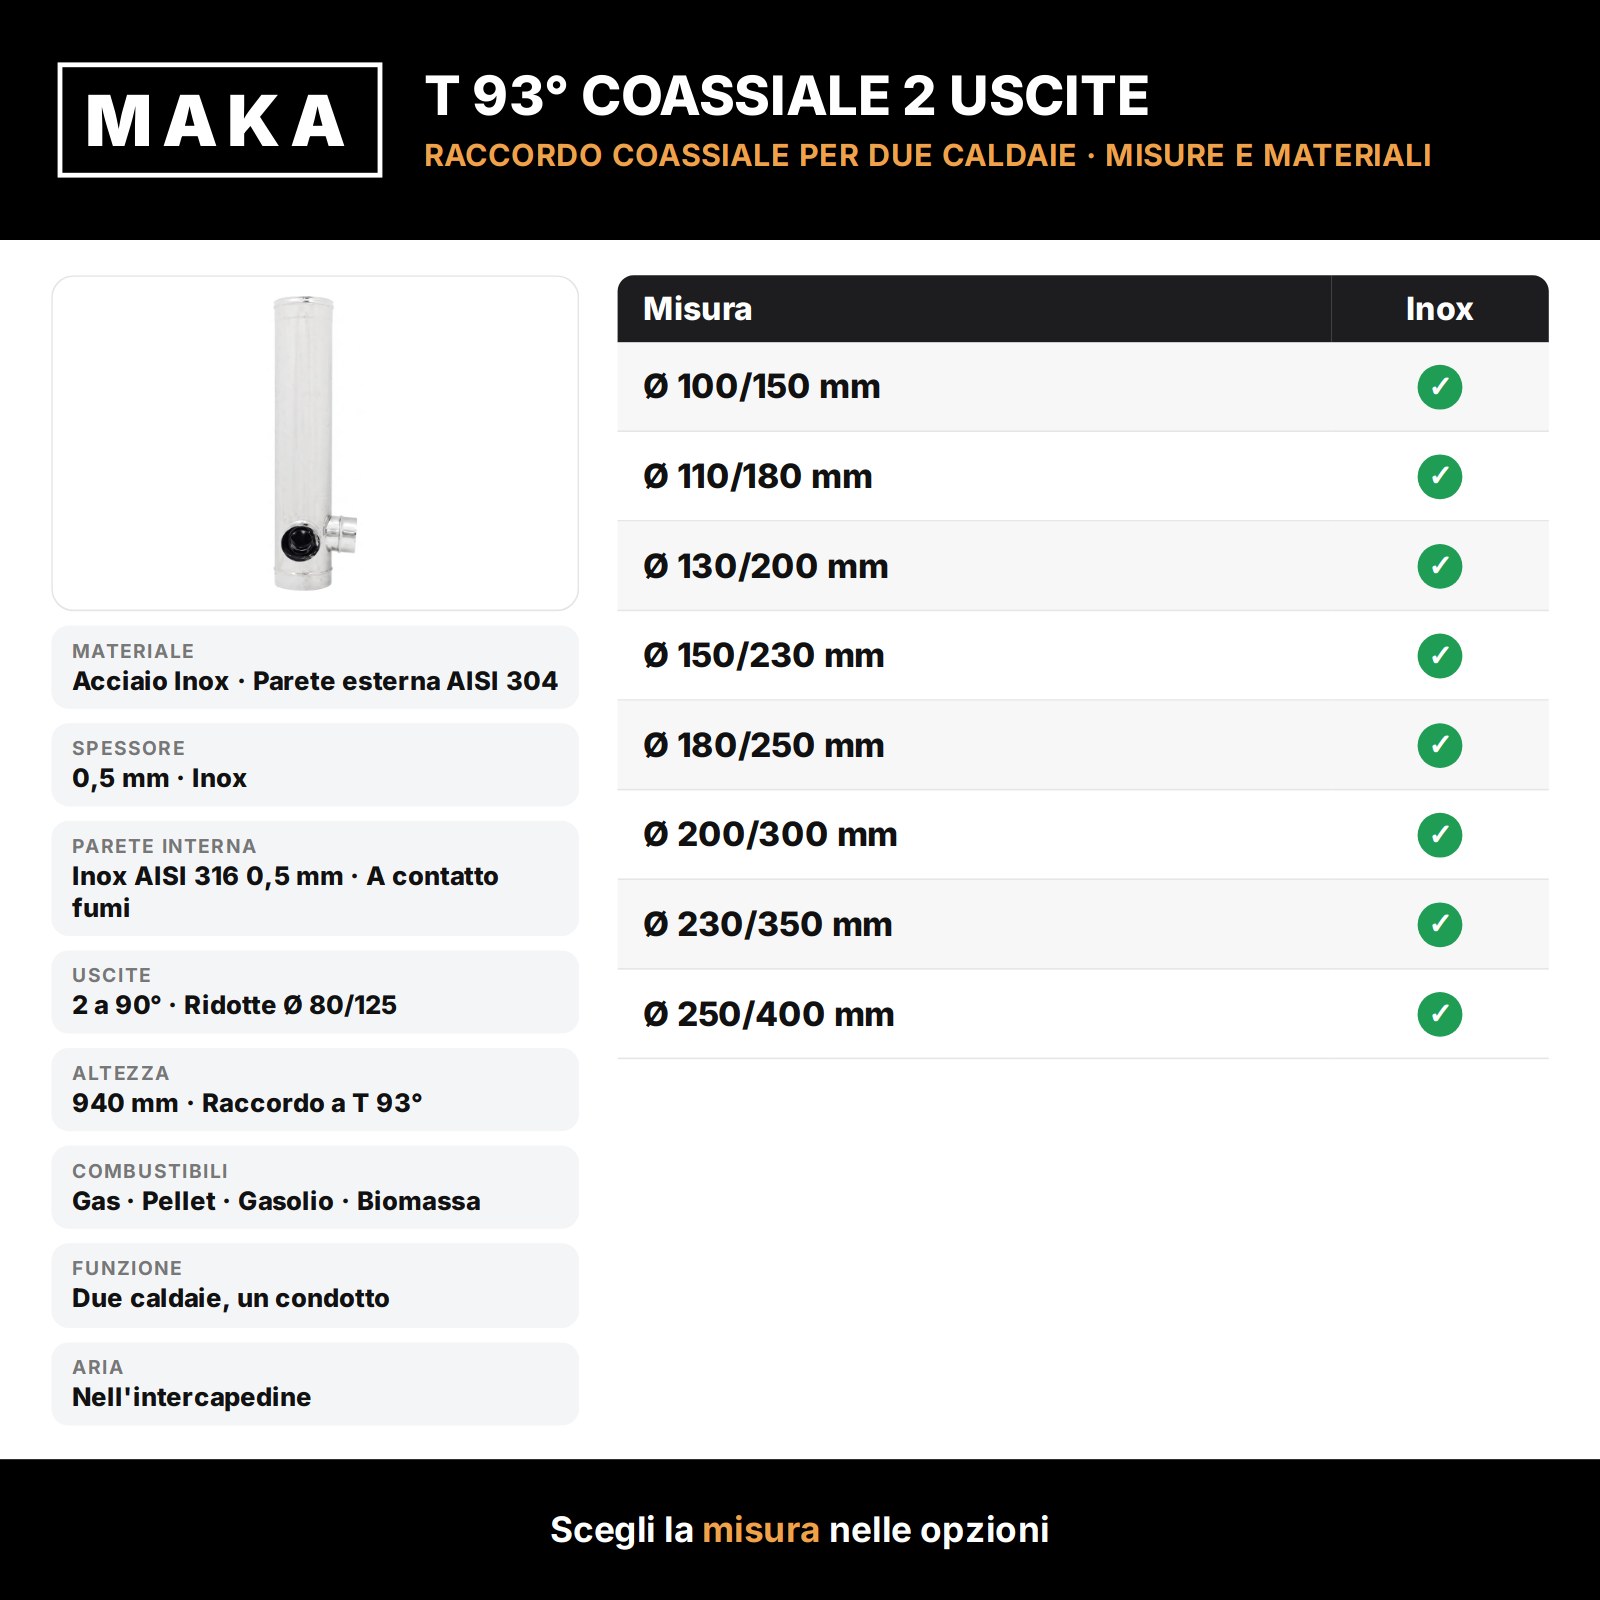 MAKA
T 93° COASSIALE 2 USCITE
RACCORDO COASSIALE PER DUE CALDAIE · MISURE E MATERIALI
MATERIALE
Acciaio Inox · Parete esterna AISI 304
SPESSORE
0,5 mm · Inox
PARETE INTERNA
Inox AISI 316 0,5 mm · A contatto
fumi
USCITE
2 a 90° · Ridotte Ø 80/125
ALTEZZA
940 mm · Raccordo a T 93°
COMBUSTIBILI
Gas · Pellet · Gasolio · Biomassa
FUNZIONE
Due caldaie, un condotto
ARIA
Nell'intercapedine
Misura Inox
Ø 100/150 mm ✓
Ø 110/180 mm ✓
Ø 130/200 mm ✓
Ø 150/230 mm ✓
Ø 180/250 mm ✓
Ø 200/300 mm ✓
Ø 230/350 mm ✓
Ø 250/400 mm ✓
Scegli la misura nelle opzioni